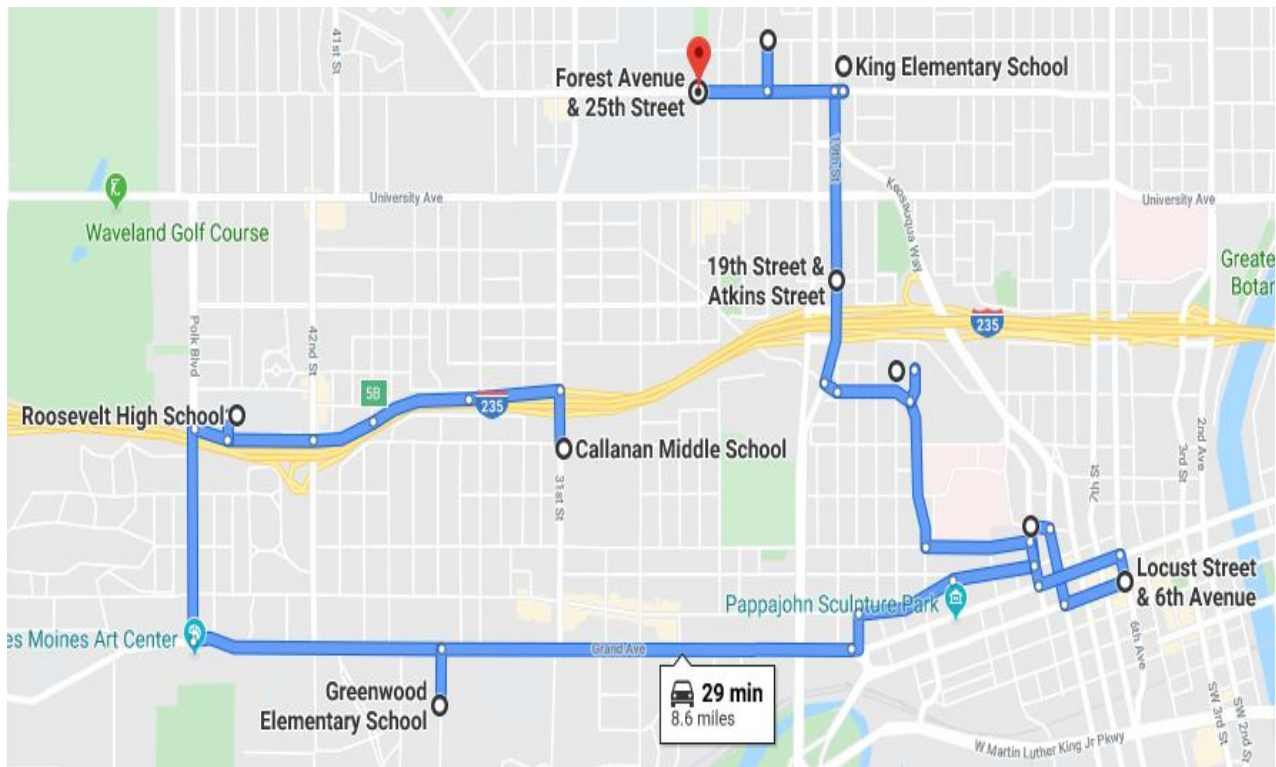 41st St
Forest Avenue
& 25th Street
King Elementary School
19th St
University Ave
Keosauqua Way
University Ave
Waveland Golf Course
19th Street &
Atkins Street
Greate
Botar
Polk Blvd
42nd St
235
5B
235
Roosevelt High School
Callanan Middle School
31st St
7th St
3rd St
2nd Ave
Locust Street
& 6th Avenue
Pappajohn Sculpture Park
es Moines Art Center
Grand Ave
6th Ave
Greenwood
Elementary School
29 min
8.6 miles
SW 3rd St
SW 2nd St
W Martin Luther King Jr Pkwy